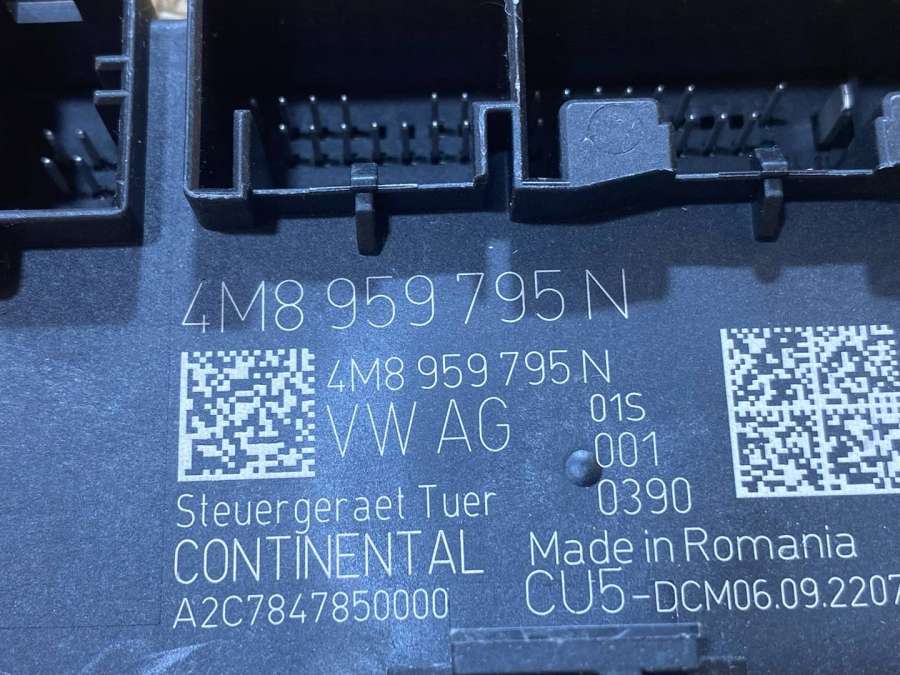 4M8 959 795 N
4M8 959 795 N
VW AG
01S
001
0390
Steuergeraet Tuer
CONTINENTAL
A2C7847850000
Made in Romania
CU5-DCM06.09.2207